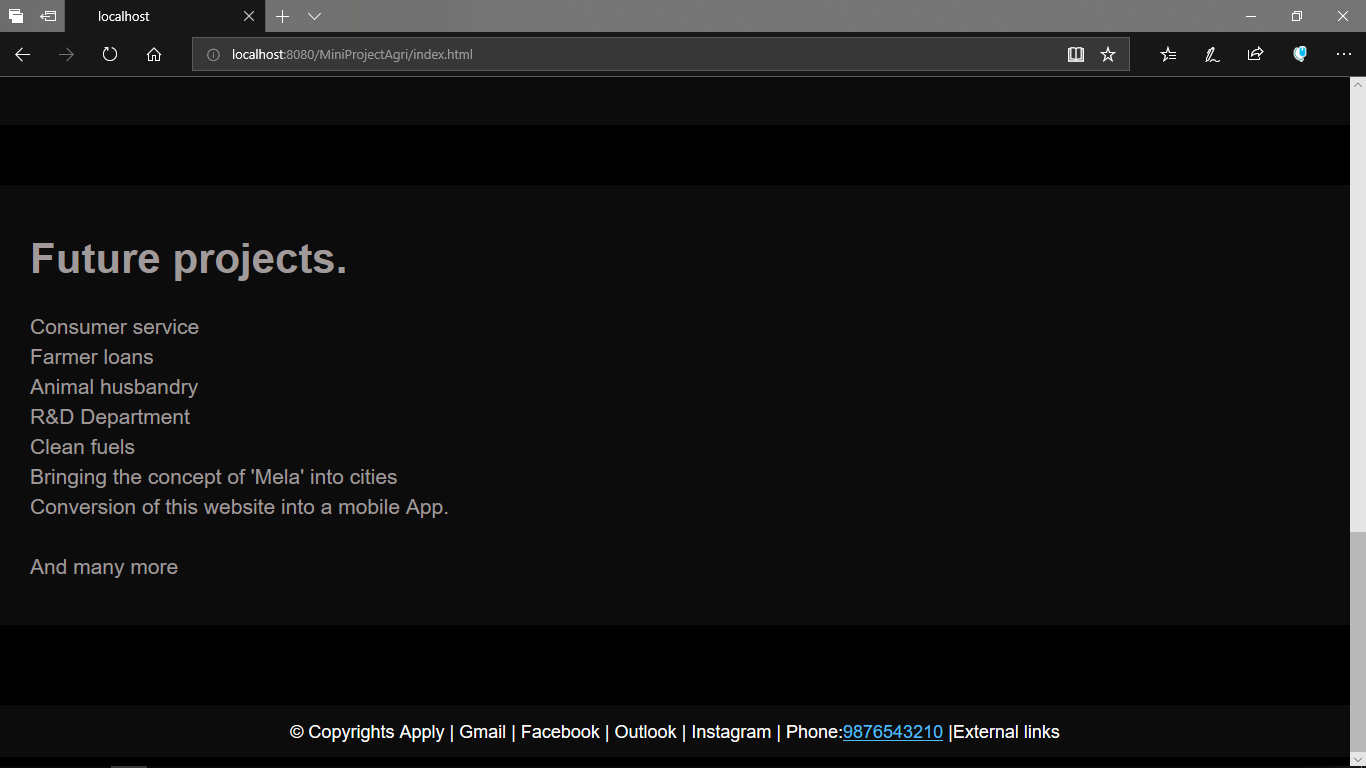 localhost
localhost:8080/MiniProjectAgri/index.html
Future projects.
Consumer service
Farmer loans
Animal husbandry
R&D Department
Clean fuels
Bringing the concept of 'Mela' into cities
Conversion of this website into a mobile App.
And many more
© Copyrights Apply | Gmail | Facebook | Outlook | Instagram | Phone:9876543210 |External links